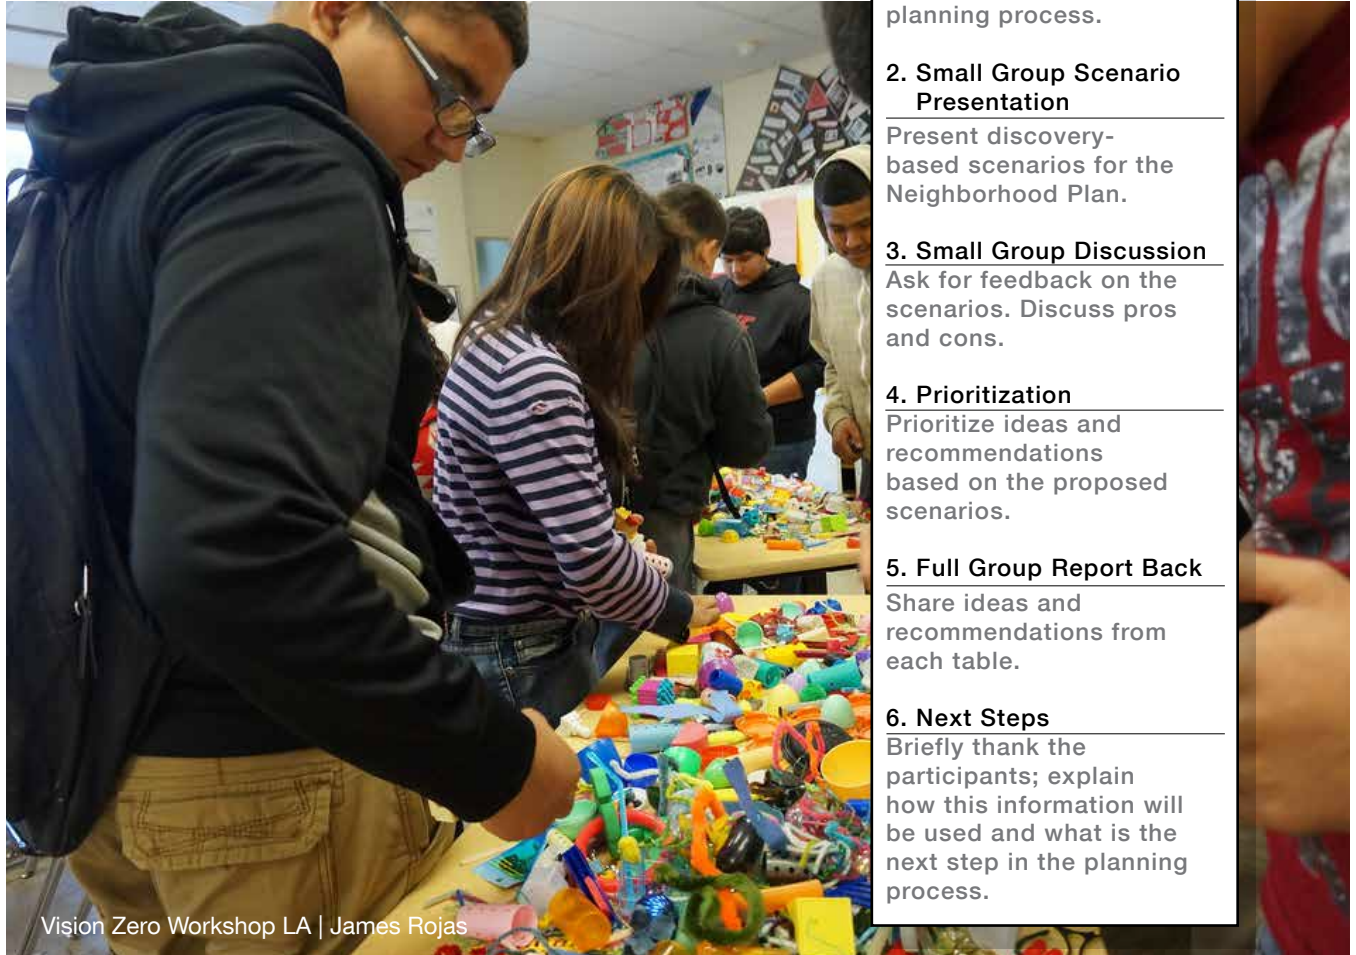 planning process.
2. Small Group Scenario
Presentation
Present discovery-
based scenarios for the
Neighborhood Plan.
3. Small Group Discussion
Ask for feedback on the
scenarios. Discuss pros
and cons.
4. Prioritization
Prioritize ideas and
recommendations
based on the proposed
scenarios.
5. Full Group Report Back
Share ideas and
recommendations from
each table.
6. Next Steps
Briefly thank the
participants; explain
how this information will
be used and what is the
next step in the planning
process.
Vision Zero Workshop LA | James Rojas